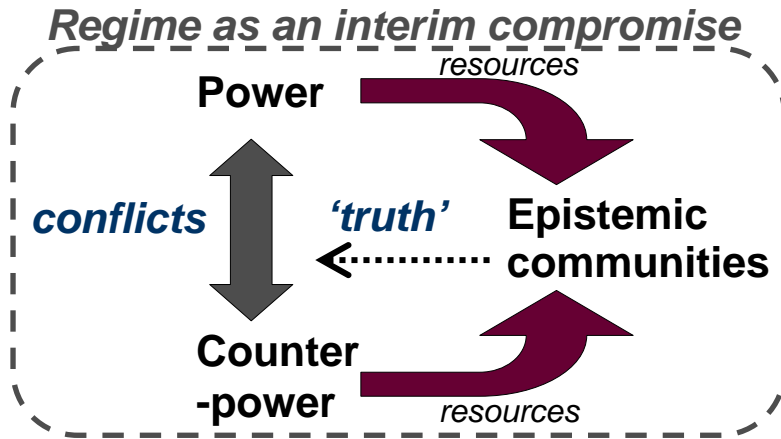 Regime as an interim compromise
resources
Power
conflicts
‘truth’
Epistemic
communities
Counter
-power
resources